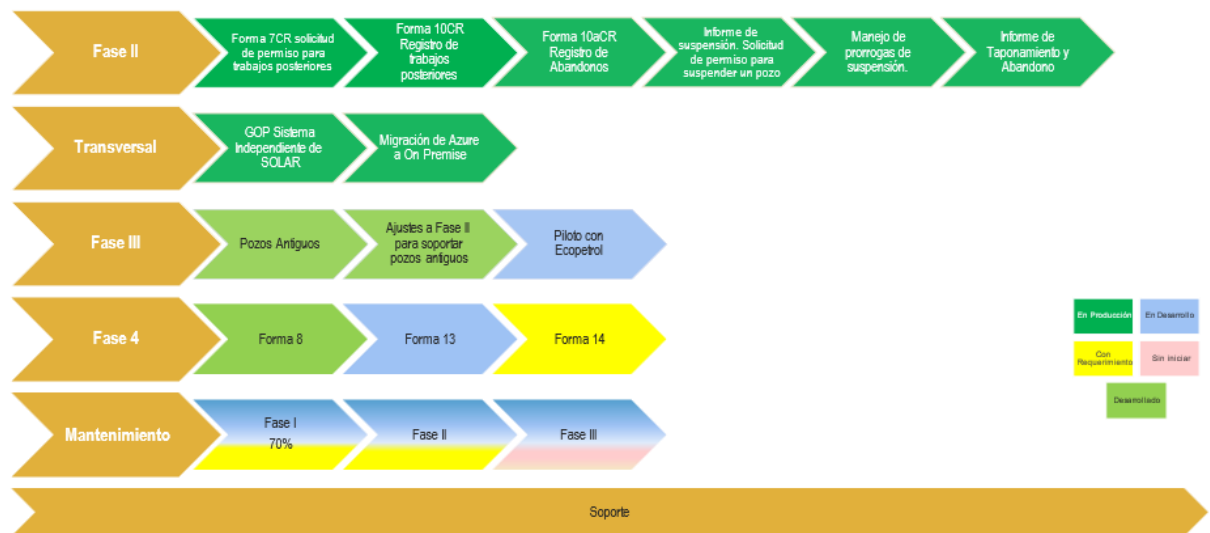 Fase II
Forma 7CR solicitud
de permiso para
trabajos posteriores
Forma 10CR
Registro de
trabajos
posteriores
Forma 10aCR
Registro de
Abandonos
Informe de
suspensión. Solicitud
de permiso para
suspender un pozo
Manejo de
prorrogas de
suspensión.
Informe de
Taponamiento y
Abandono
Transversal
GOP Sistema
Independiente de
SOLAR
Migración de Azure
a On Premise
Fase III
Pozos Antiguos
Ajustes a Fase II
para soportar
pozos antiguos
Piloto con
Ecopetrol
Fase 4
Forma 8
Forma 13
Forma 14
En Producción
En Desarrollo
Con
Requerimiento
Sin iniciar
Desarrollado
Mantenimiento
Fase I
70%
Fase II
Fase III
Soporte